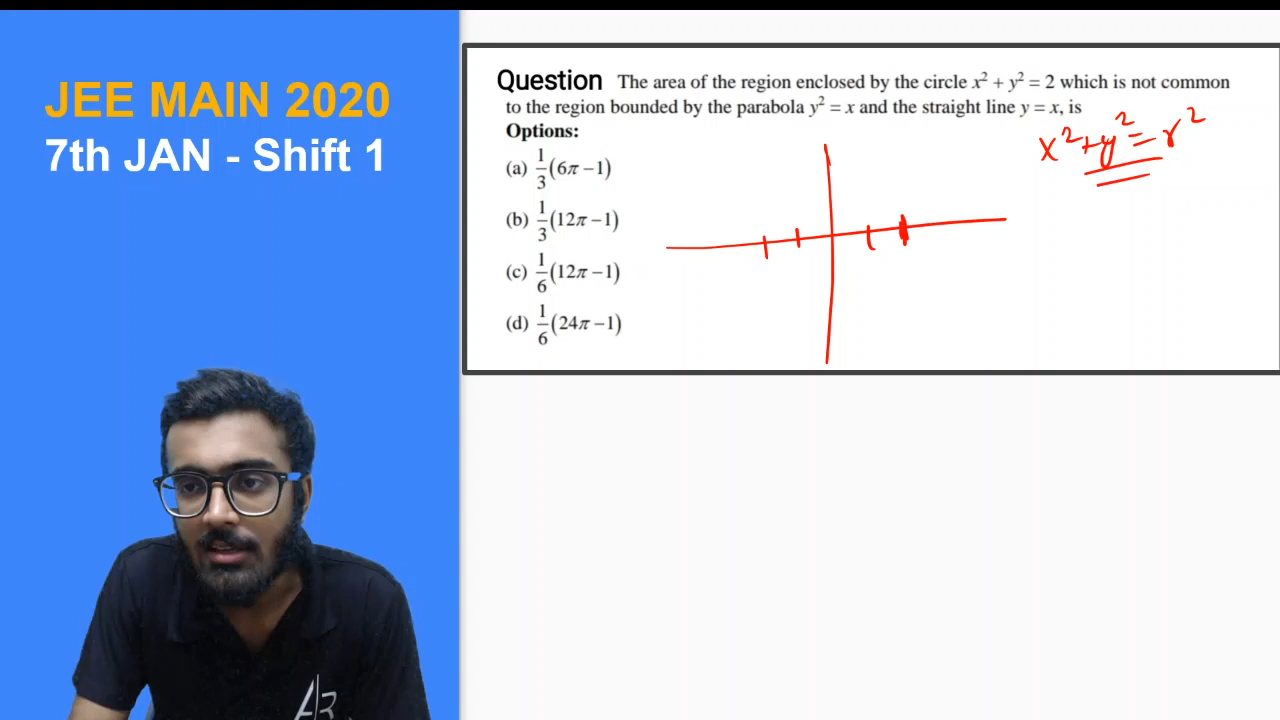 JEE MAIN 2020
7th JAN - Shift 1
Question The area of the region enclosed by the circle x² + y² = 2 which is not common
to the region bounded by the parabola y² = x and the straight line y = x, is
Options:
(a) 1/3(6π − 1)
(b) 1/3(12π − 1)
(c) 1/6(12π − 1)
(d) 1/6(24π − 1)
x² + y² = r²